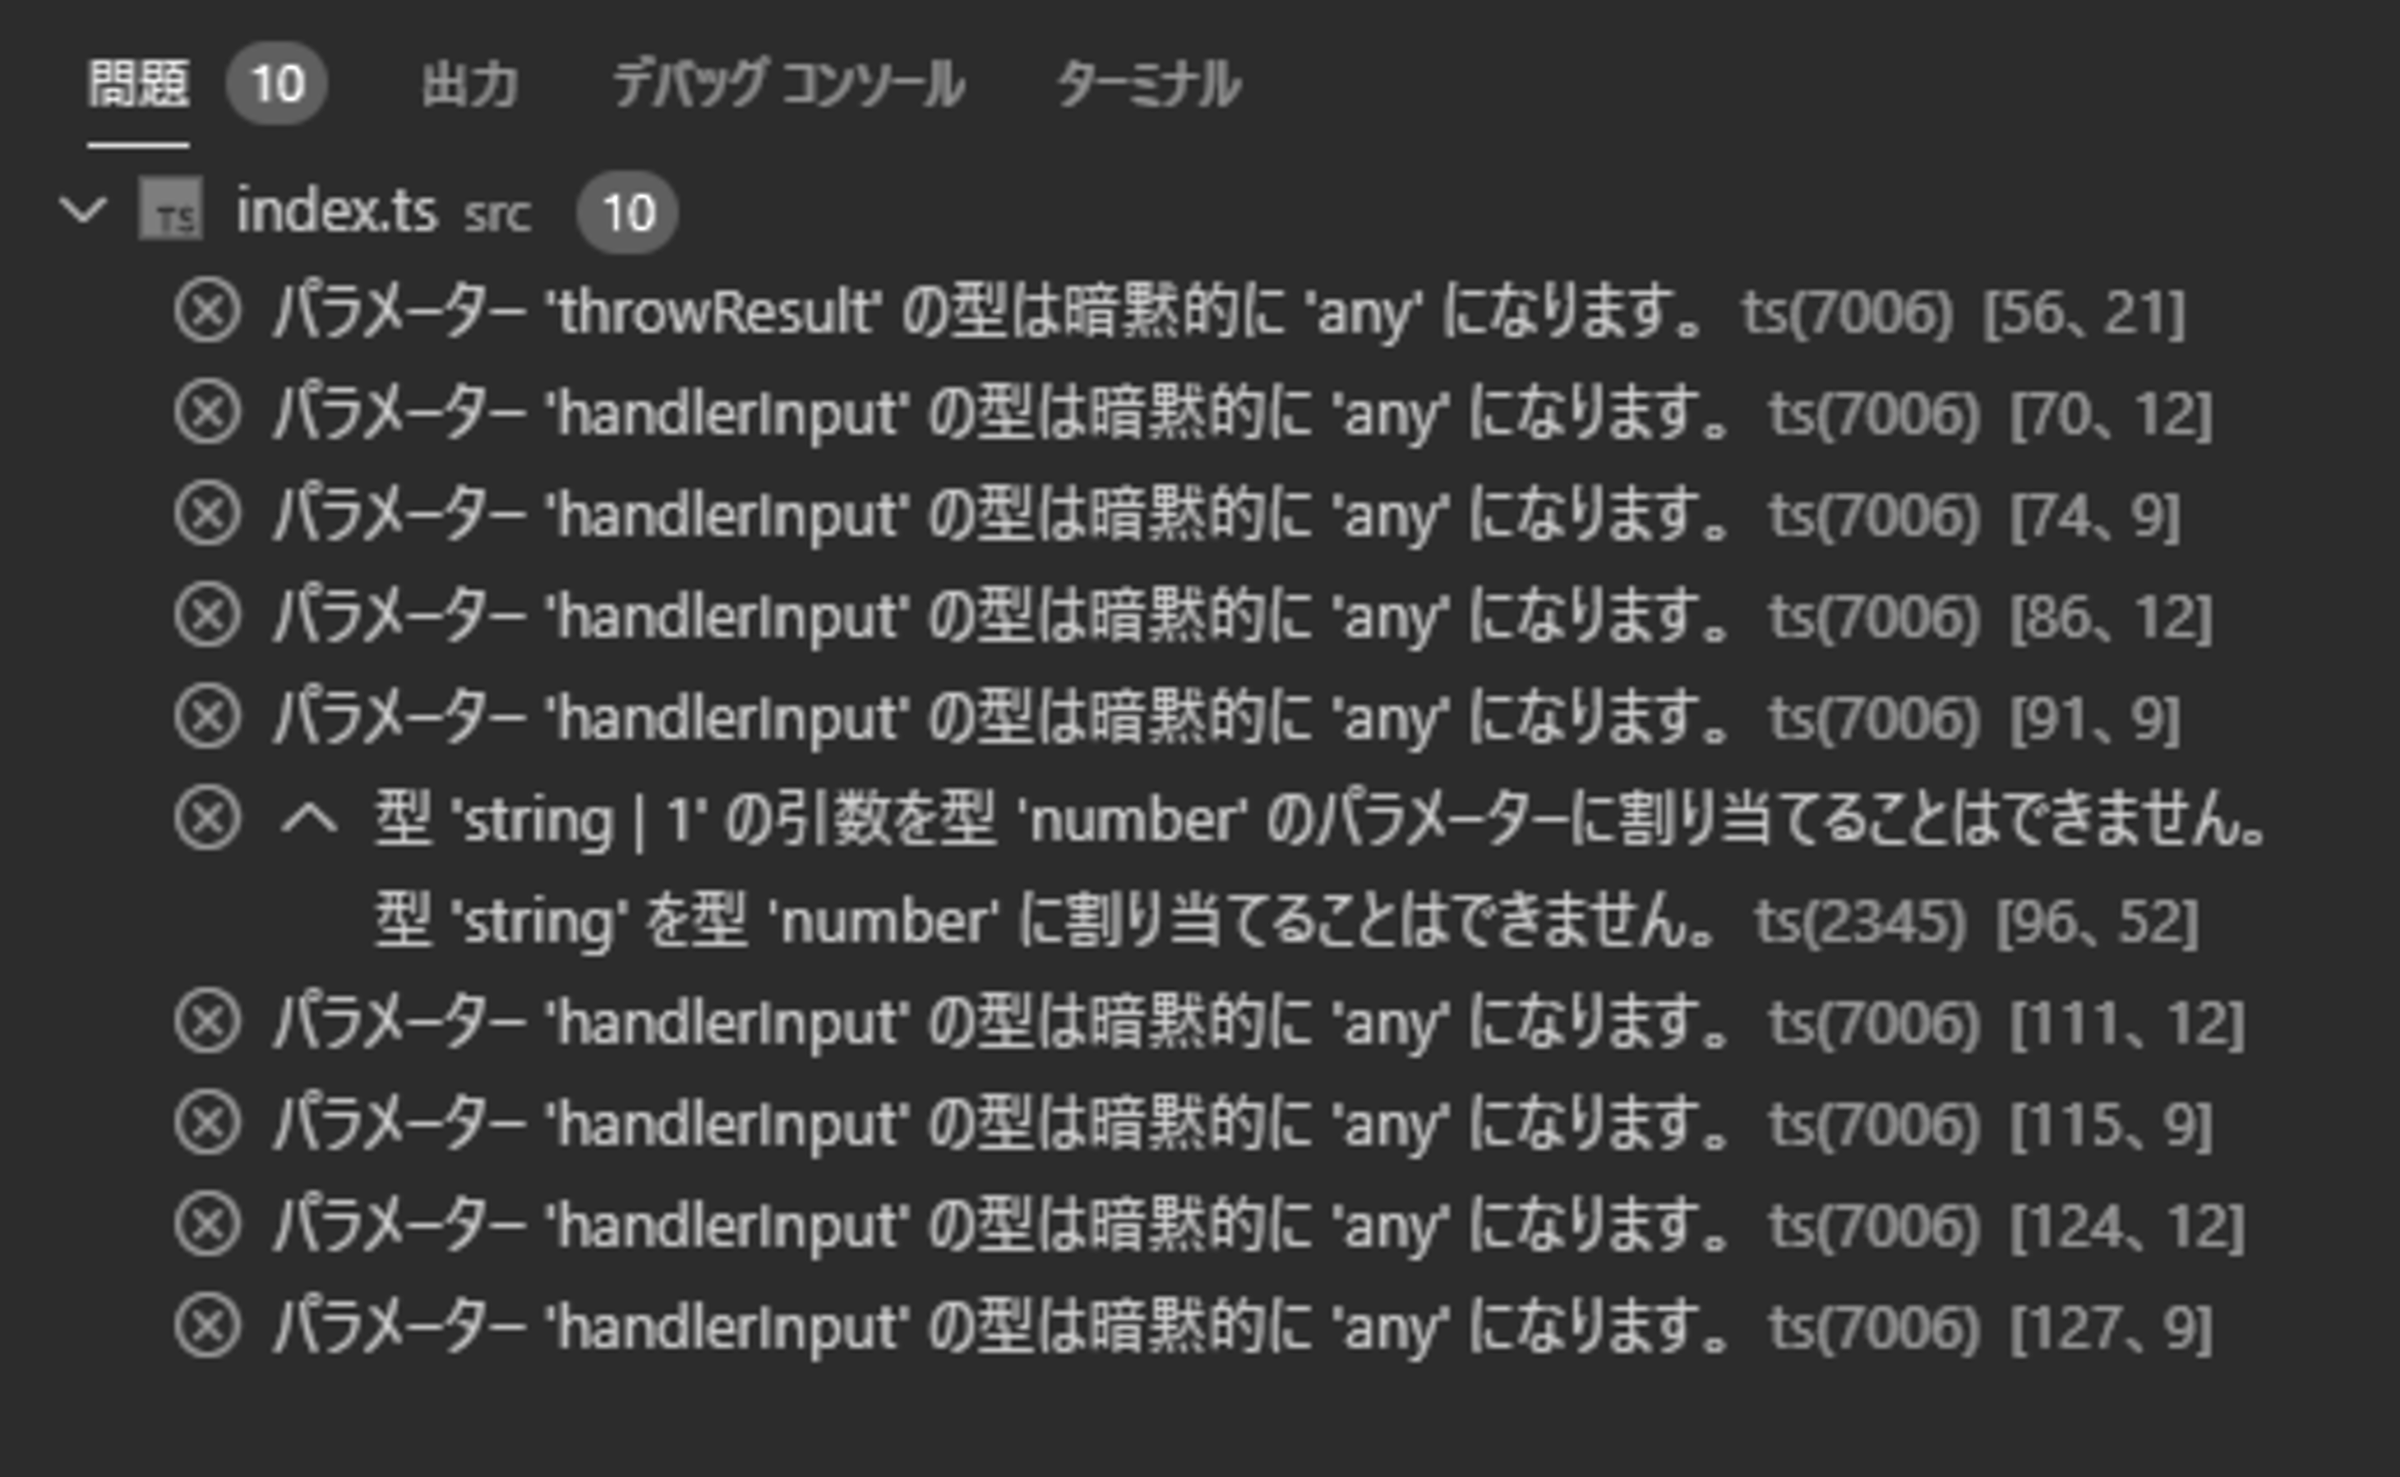 問題 10 出力 デバッグ コンソール ターミナル
TS index.ts src 10
パラメーター 'throwResult' の型は暗黙的に 'any' になります。 ts(7006) [56、21]
パラメーター 'handlerInput' の型は暗黙的に 'any' になります。 ts(7006) [70、12]
パラメーター 'handlerInput' の型は暗黙的に 'any' になります。 ts(7006) [74、9]
パラメーター 'handlerInput' の型は暗黙的に 'any' になります。 ts(7006) [86、12]
パラメーター 'handlerInput' の型は暗黙的に 'any' になります。 ts(7006) [91、9]
型 'string | 1' の引数を型 'number' のパラメーターに割り当てることはできません。
型 'string' を型 'number' に割り当てることはできません。 ts(2345) [96、52]
パラメーター 'handlerInput' の型は暗黙的に 'any' になります。 ts(7006) [111、12]
パラメーター 'handlerInput' の型は暗黙的に 'any' になります。 ts(7006) [115、9]
パラメーター 'handlerInput' の型は暗黙的に 'any' になります。 ts(7006) [124、12]
パラメーター 'handlerInput' の型は暗黙的に 'any' になります。 ts(7006) [127、9]